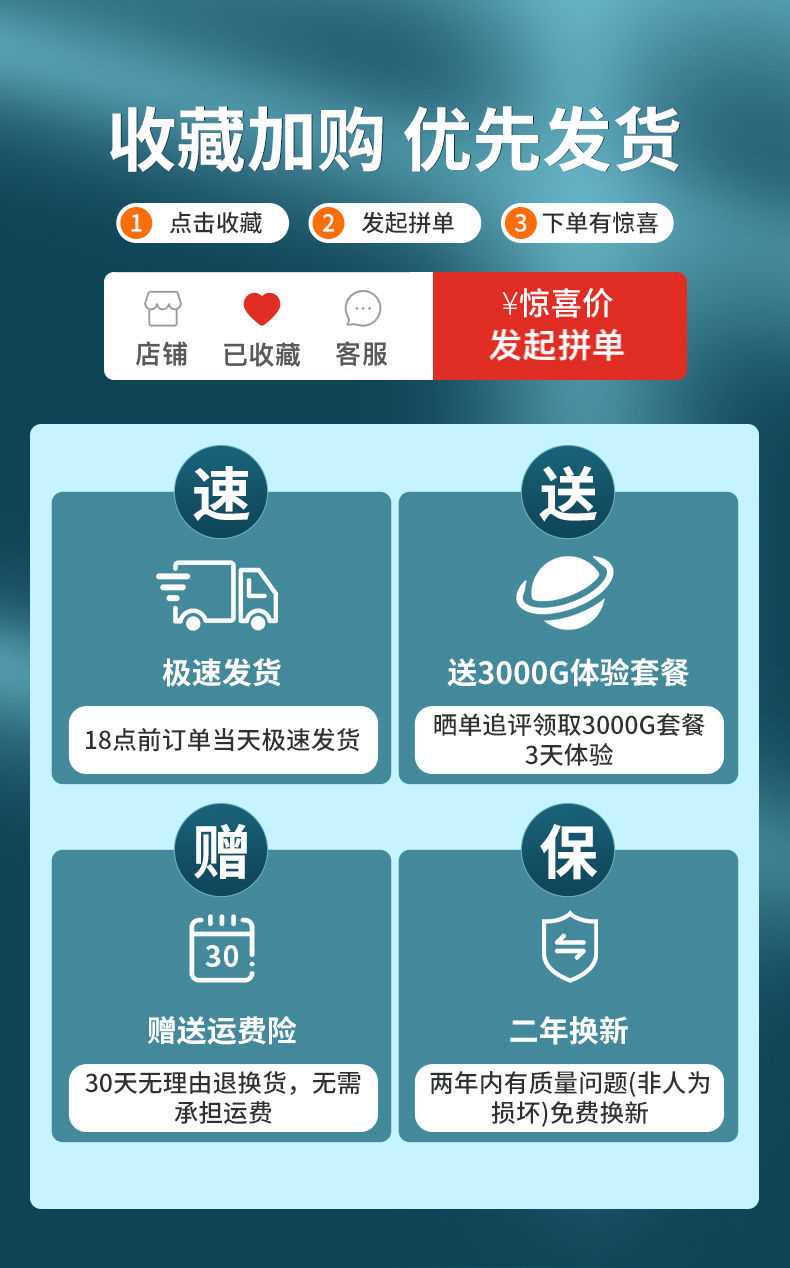 收藏加购 优先发货
1 点击收藏 2 发起拼单 3 下单有惊喜
店铺 已收藏 客服
¥惊喜价
发起拼单
速
极速发货
18点前订单当天极速发货
送
送3000G体验套餐
晒单追评领取3000G套餐
3天体验
赠
30
赠送运费险
30天无理由退换货，无需
承担运费
保
二年换新
两年内有质量问题(非人为
损坏)免费换新